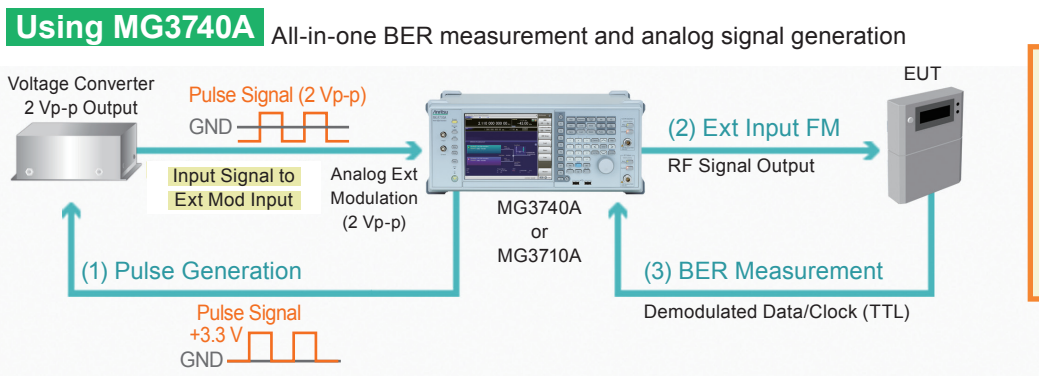 Using MG3740A All-in-one BER measurement and analog signal generation
Voltage Converter
2 Vp-p Output
Pulse Signal (2 Vp-p)
GND
Input Signal to
Ext Mod Input
Analog Ext
Modulation
(2 Vp-p)
MG3740A
or
MG3710A
(2) Ext Input FM
RF Signal Output
EUT
(1) Pulse Generation
Pulse Signal
+3.3 V
GND
(3) BER Measurement
Demodulated Data/Clock (TTL)